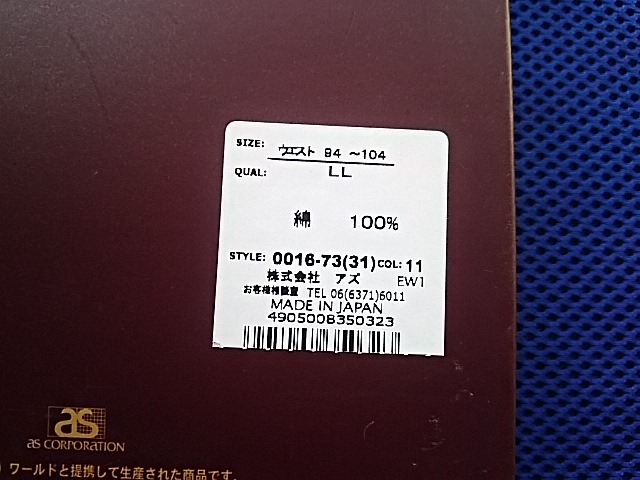 SIZE: ウエスト 94 ～104
QUAL: LL
綿 100%
STYLE: 0016-73(31) COL: 11
株式会社 アズ EW1
お客様相談室 TEL 06(6371)6011
MADE IN JAPAN
4905008350323
as
as CORPORATION
) ワールドと提携して生産された商品です。